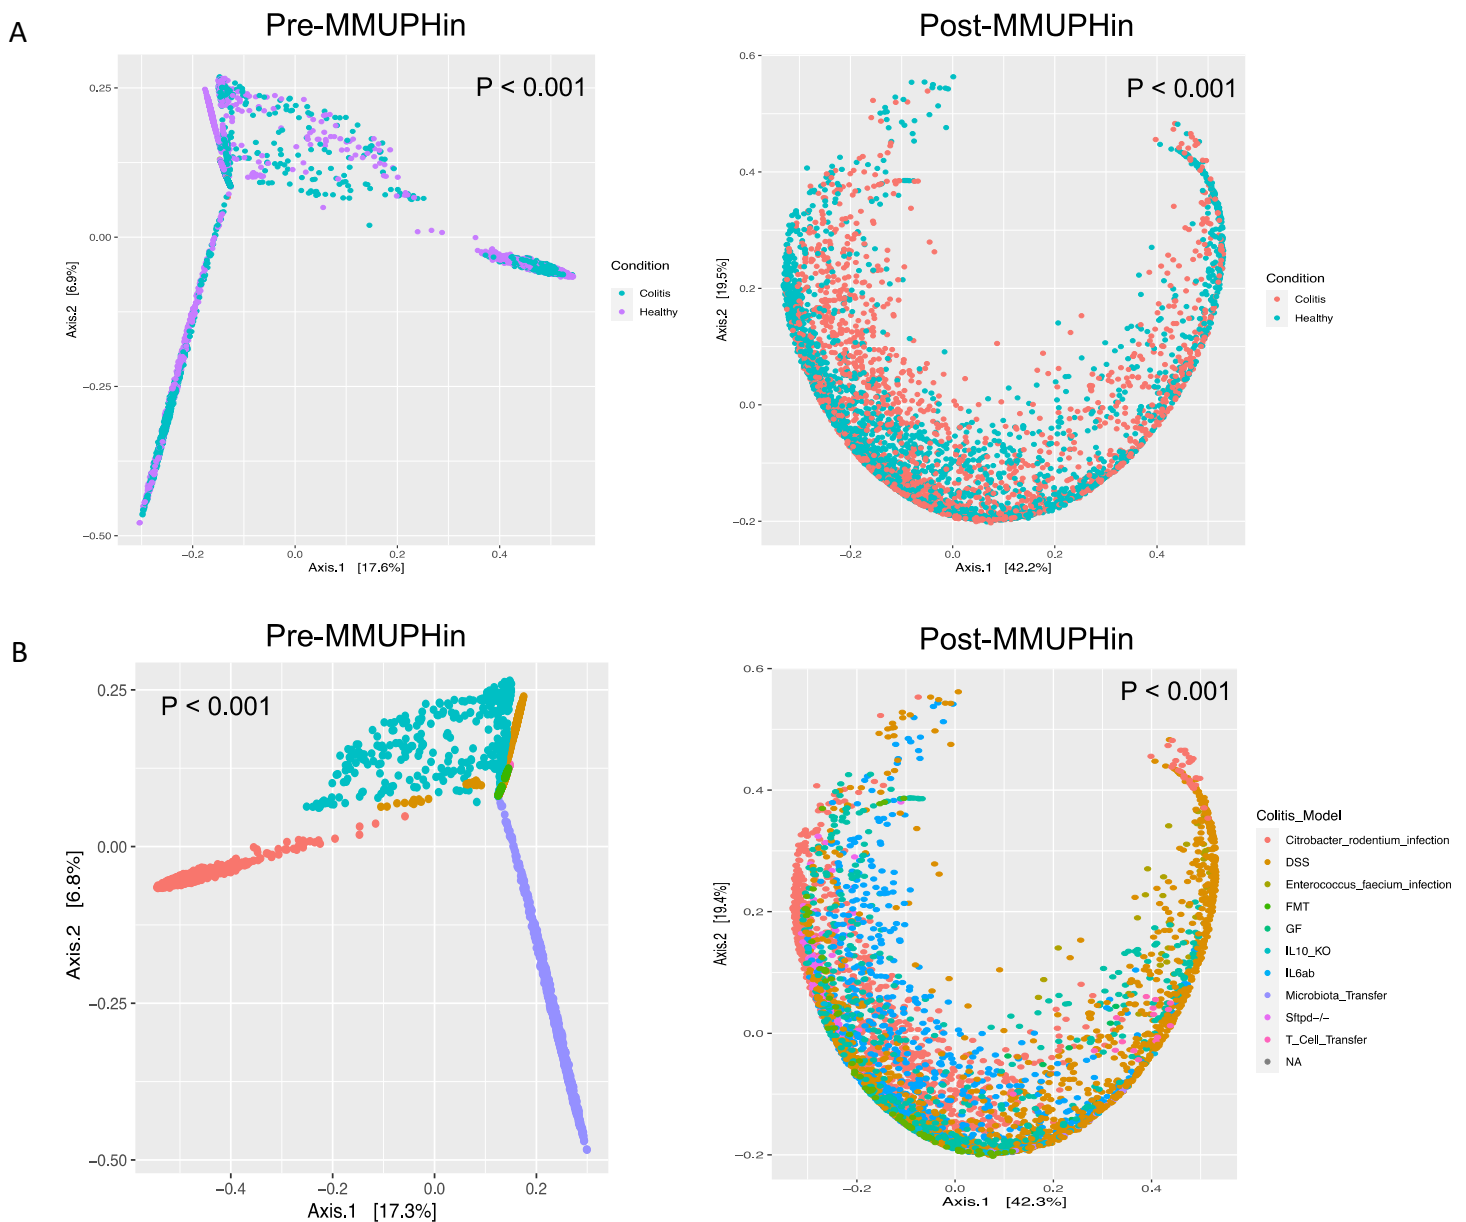 A
Pre-MMUPHin
P < 0.001
0.25
0.00
−0.25
−0.50
−0.2
0.0
0.2
0.4
Axis.1 [17.6%]
Axis.2 [6.9%]
Condition
Colitis
Healthy
Post-MMUPHin
P < 0.001
0.6
0.4
0.2
0.0
−0.2
−0.2
0.0
0.2
0.4
Axis.1 [42.2%]
Axis.2 [19.5%]
Condition
Colitis
Healthy
B
Pre-MMUPHin
P < 0.001
0.25
0.00
−0.25
−0.50
−0.4
−0.2
0.0
0.2
Axis.1 [17.3%]
Axis.2 [6.8%]
Post-MMUPHin
P < 0.001
0.6
0.4
0.2
0.0
−0.2
−0.2
0.0
0.2
0.4
Axis.1 [42.3%]
Axis.2 [19.4%]
Colitis_Model
Citrobacter_rodentium_infection
DSS
Enterococcus_faecium_infection
FMT
GF
IL10_KO
IL6ab
Microbiota_Transfer
Sftpd−/−
T_Cell_Transfer
NA